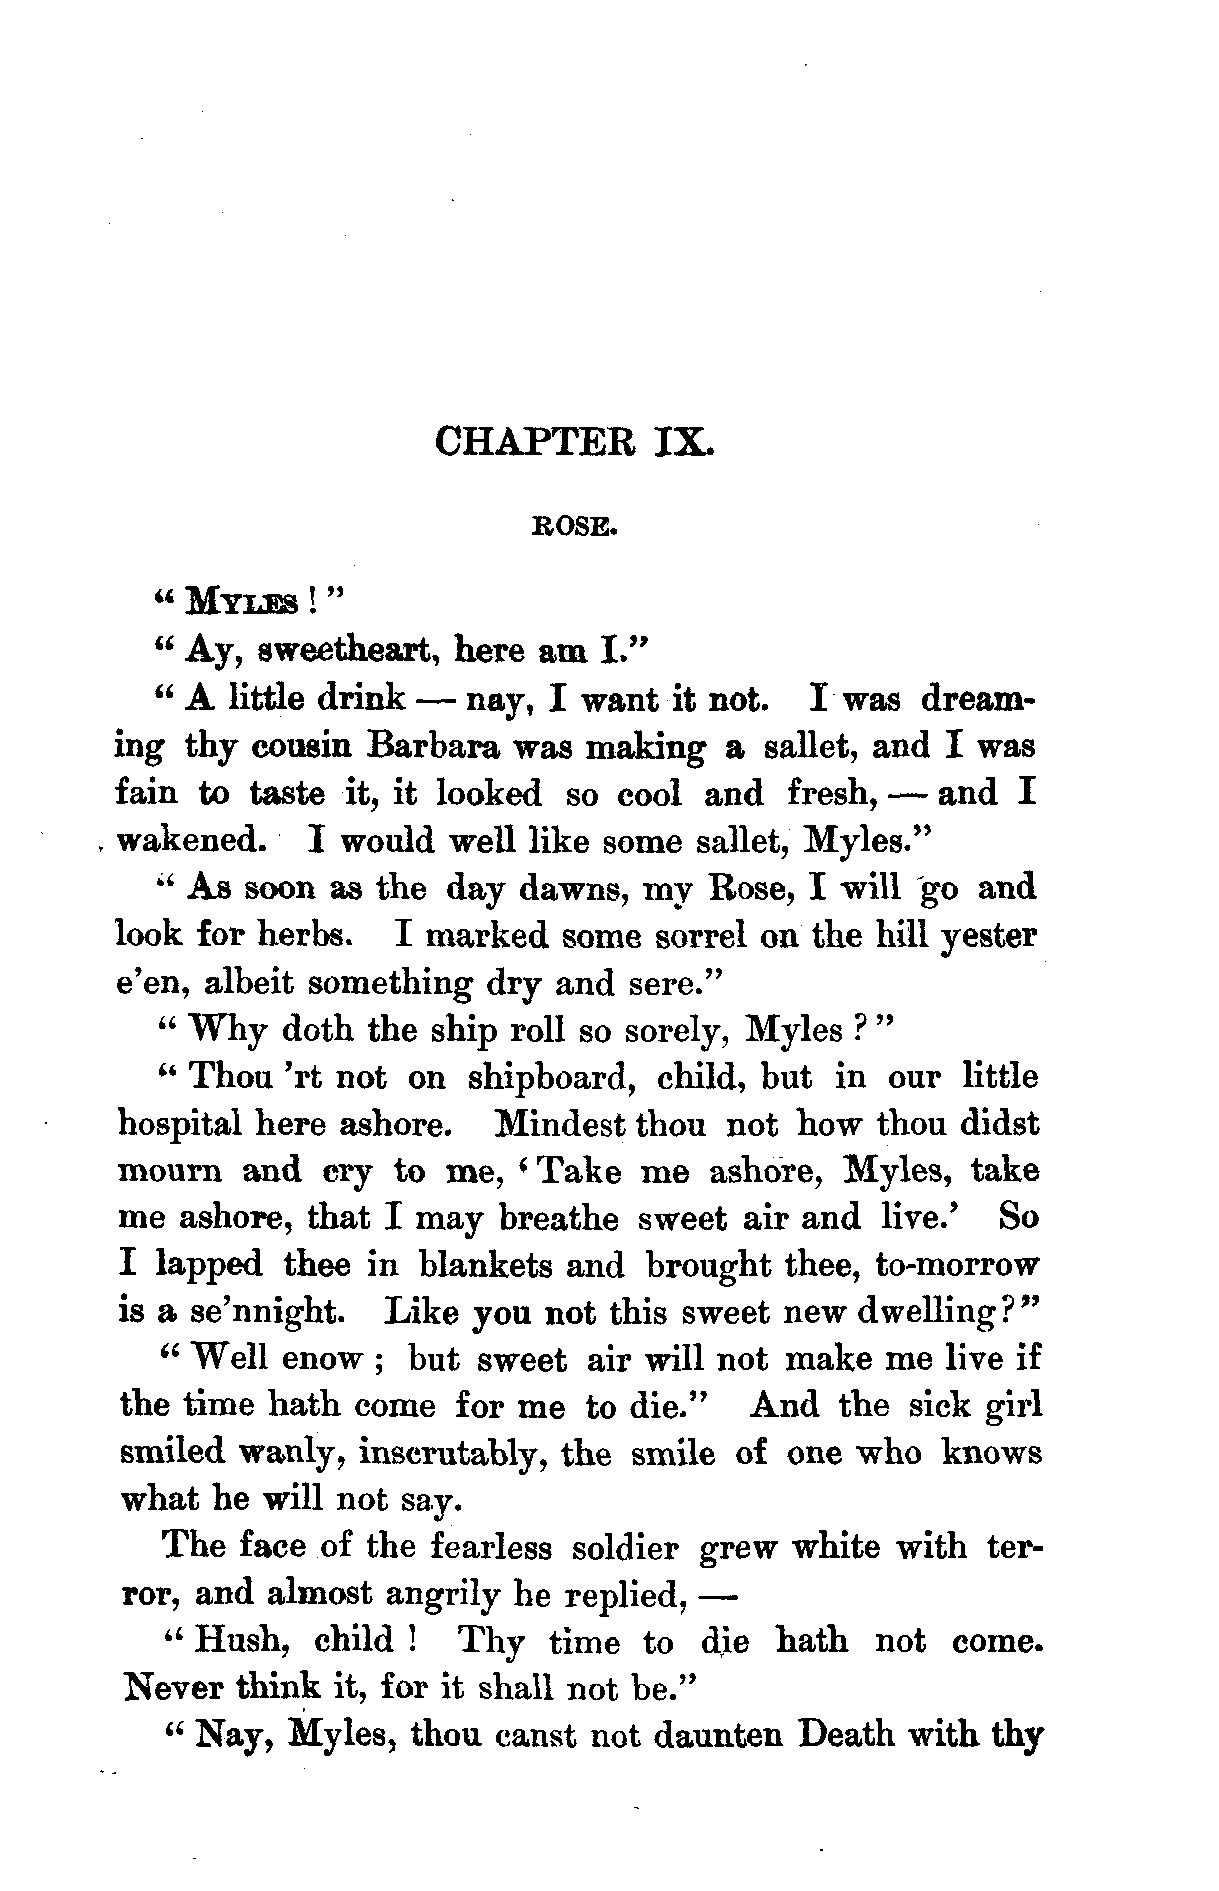 CHAPTER IX.
ROSE.
“ MYLES ! ”
“ Ay, sweetheart, here am I.”
“ A little drink — nay, I want it not. I was dream-
ing thy cousin Barbara was making a sallet, and I was
fain to taste it, it looked so cool and fresh, — and I
wakened. I would well like some sallet, Myles.”
“ As soon as the day dawns, my Rose, I will go and
look for herbs. I marked some sorrel on the hill yester
e’en, albeit something dry and sere.”
“ Why doth the ship roll so sorely, Myles ? ”
“ Thou ’rt not on shipboard, child, but in our little
hospital here ashore. Mindest thou not how thou didst
mourn and cry to me, ‘ Take me ashore, Myles, take
me ashore, that I may breathe sweet air and live.’ So
I lapped thee in blankets and brought thee, to-morrow
is a se’nnight. Like you not this sweet new dwelling?”
“ Well enow ; but sweet air will not make me live if
the time hath come for me to die.” And the sick girl
smiled wanly, inscrutably, the smile of one who knows
what he will not say.
The face of the fearless soldier grew white with ter-
ror, and almost angrily he replied, —
“ Hush, child ! Thy time to die hath not come.
Never think it, for it shall not be.”
“ Nay, Myles, thou canst not daunten Death with thy